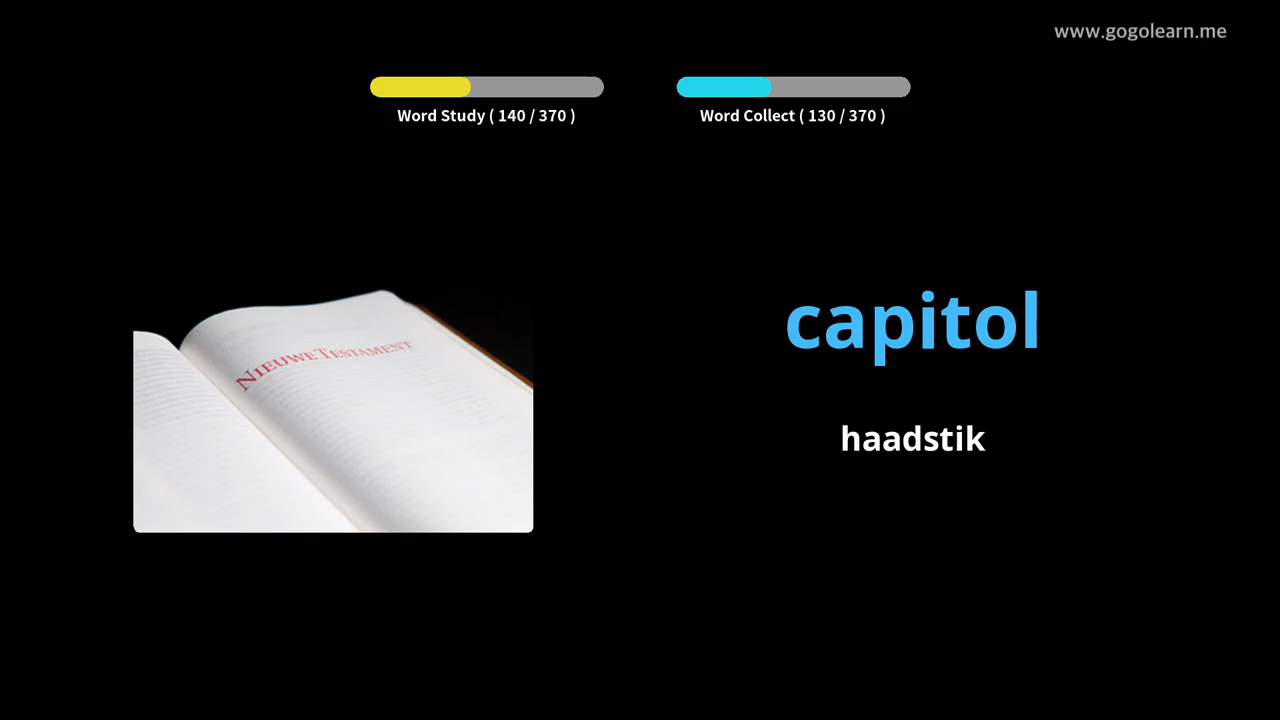 www.gogolearn.me
Word Study ( 140 / 370 )
Word Collect ( 130 / 370 )
NIEUWE TESTAMENT
capitol
haadstik